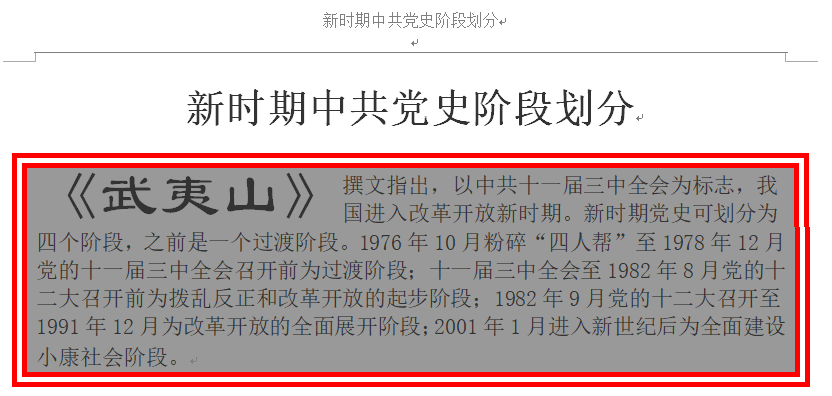 新时期中共党史阶段划分
新时期中共党史阶段划分
《武夷山》撰文指出，以中共十一届三中全会为标志，我
国进入改革开放新时期。新时期党史可划分为
四个阶段，之前是一个过渡阶段。1976 年 10 月粉碎“四人帮”至 1978 年 12 月
党的十一届三中全会召开前为过渡阶段；十一届三中全会至 1982 年 8 月党的十
二大召开前为拨乱反正和改革开放的起步阶段；1982 年 9 月党的十二大召开至
1991 年 12 月为改革开放的全面展开阶段；2001 年 1 月进入新世纪后为全面建设
小康社会阶段。